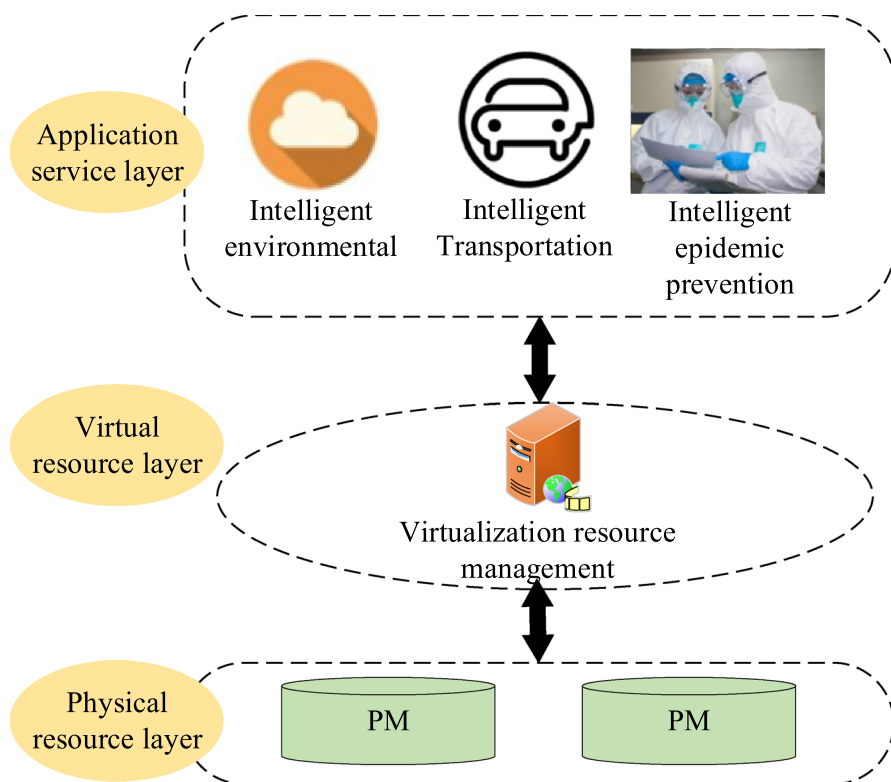 Application
service layer
Intelligent
environmental
Intelligent
Transportation
Intelligent
epidemic
prevention
Virtual
resource layer
Virtualization resource
management
Physical
resource layer
PM
PM